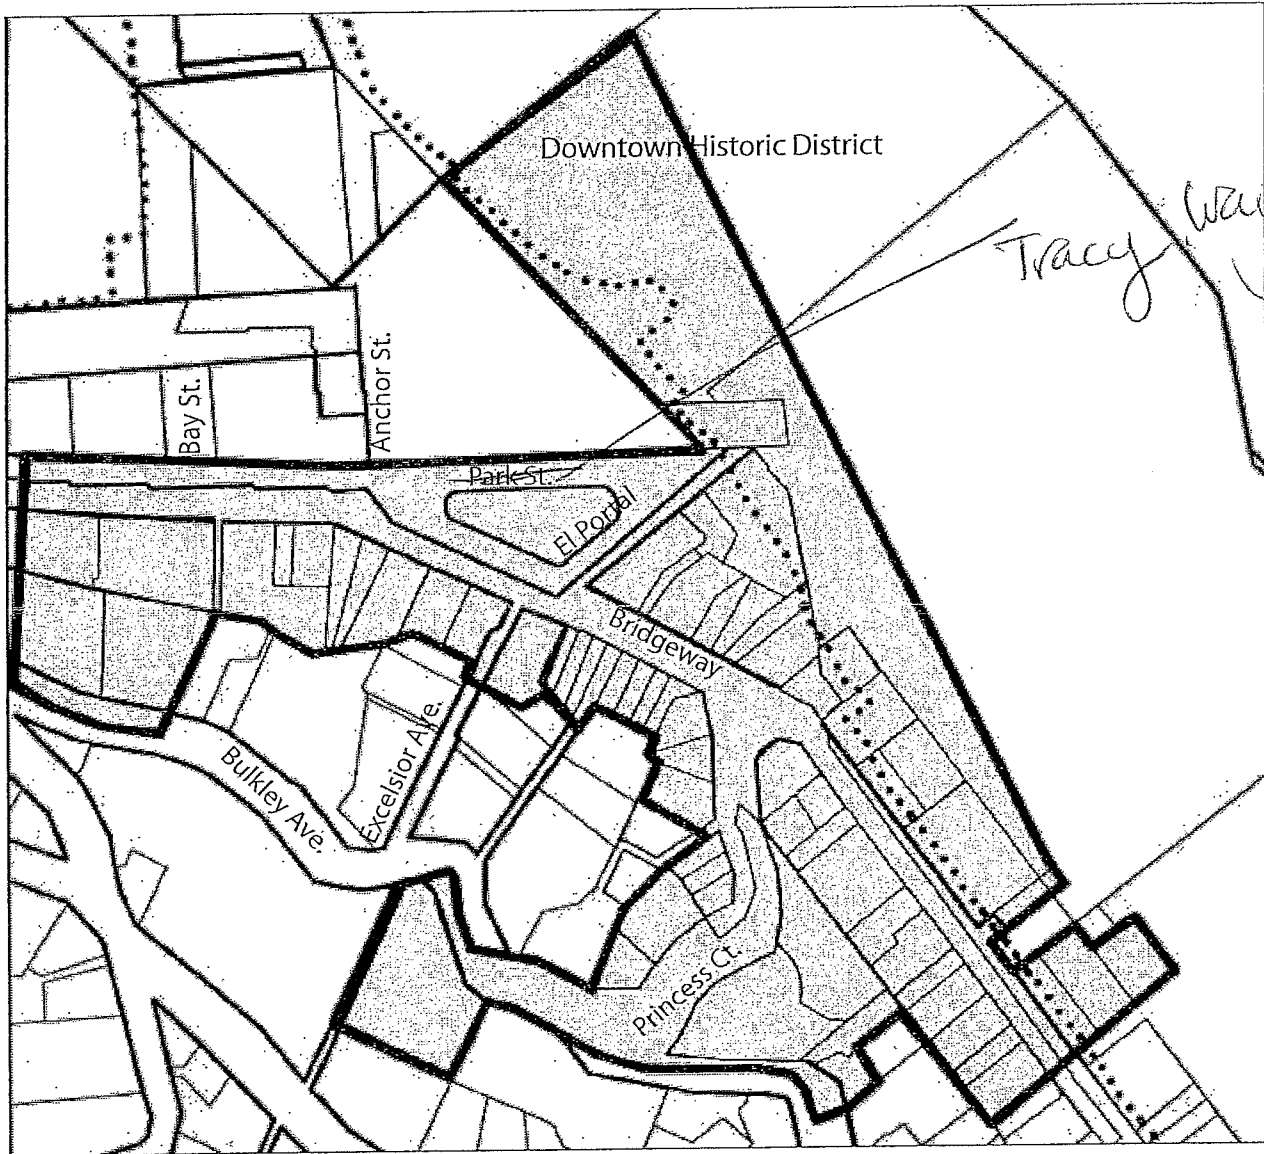 Downtown Historic District
Tracy Way
Bay St.
Anchor St.
Park St.
El Portal
Bridgeway
Excelsior Ave.
Bulkley Ave.
Princess Ct.